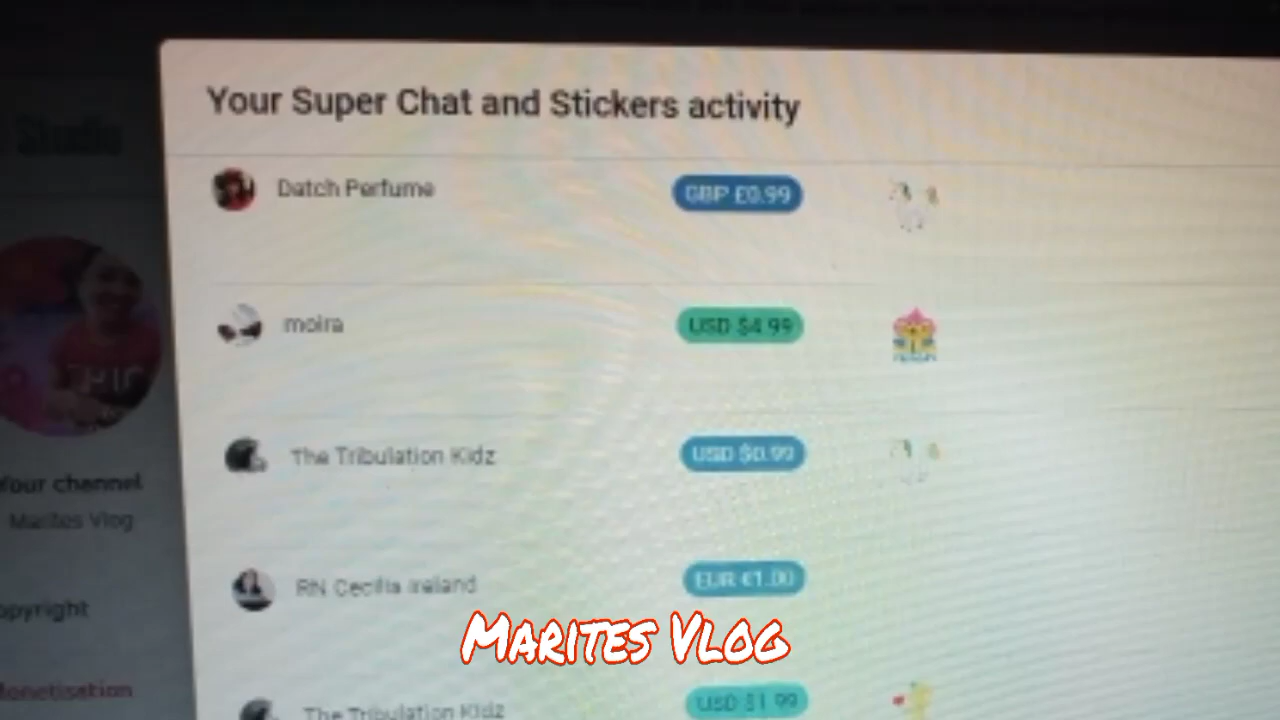 Your Super Chat and Stickers activity
Studio
Datch Perfume GBP £0.99
moira USD $4.99
The Tribulation Kidz USD $0.99
Your channel
Marites Vlog
RN Cecilia Ireland EUR €1.00
opyright
Marites Vlog
Monetisation
The Tribulation Kidz USD $1.99